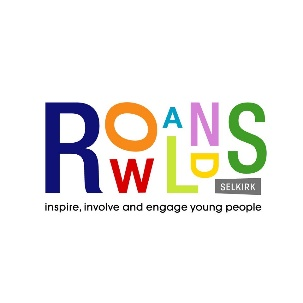 ROWLANDS
SELKIRK
inspire, involve and engage young people